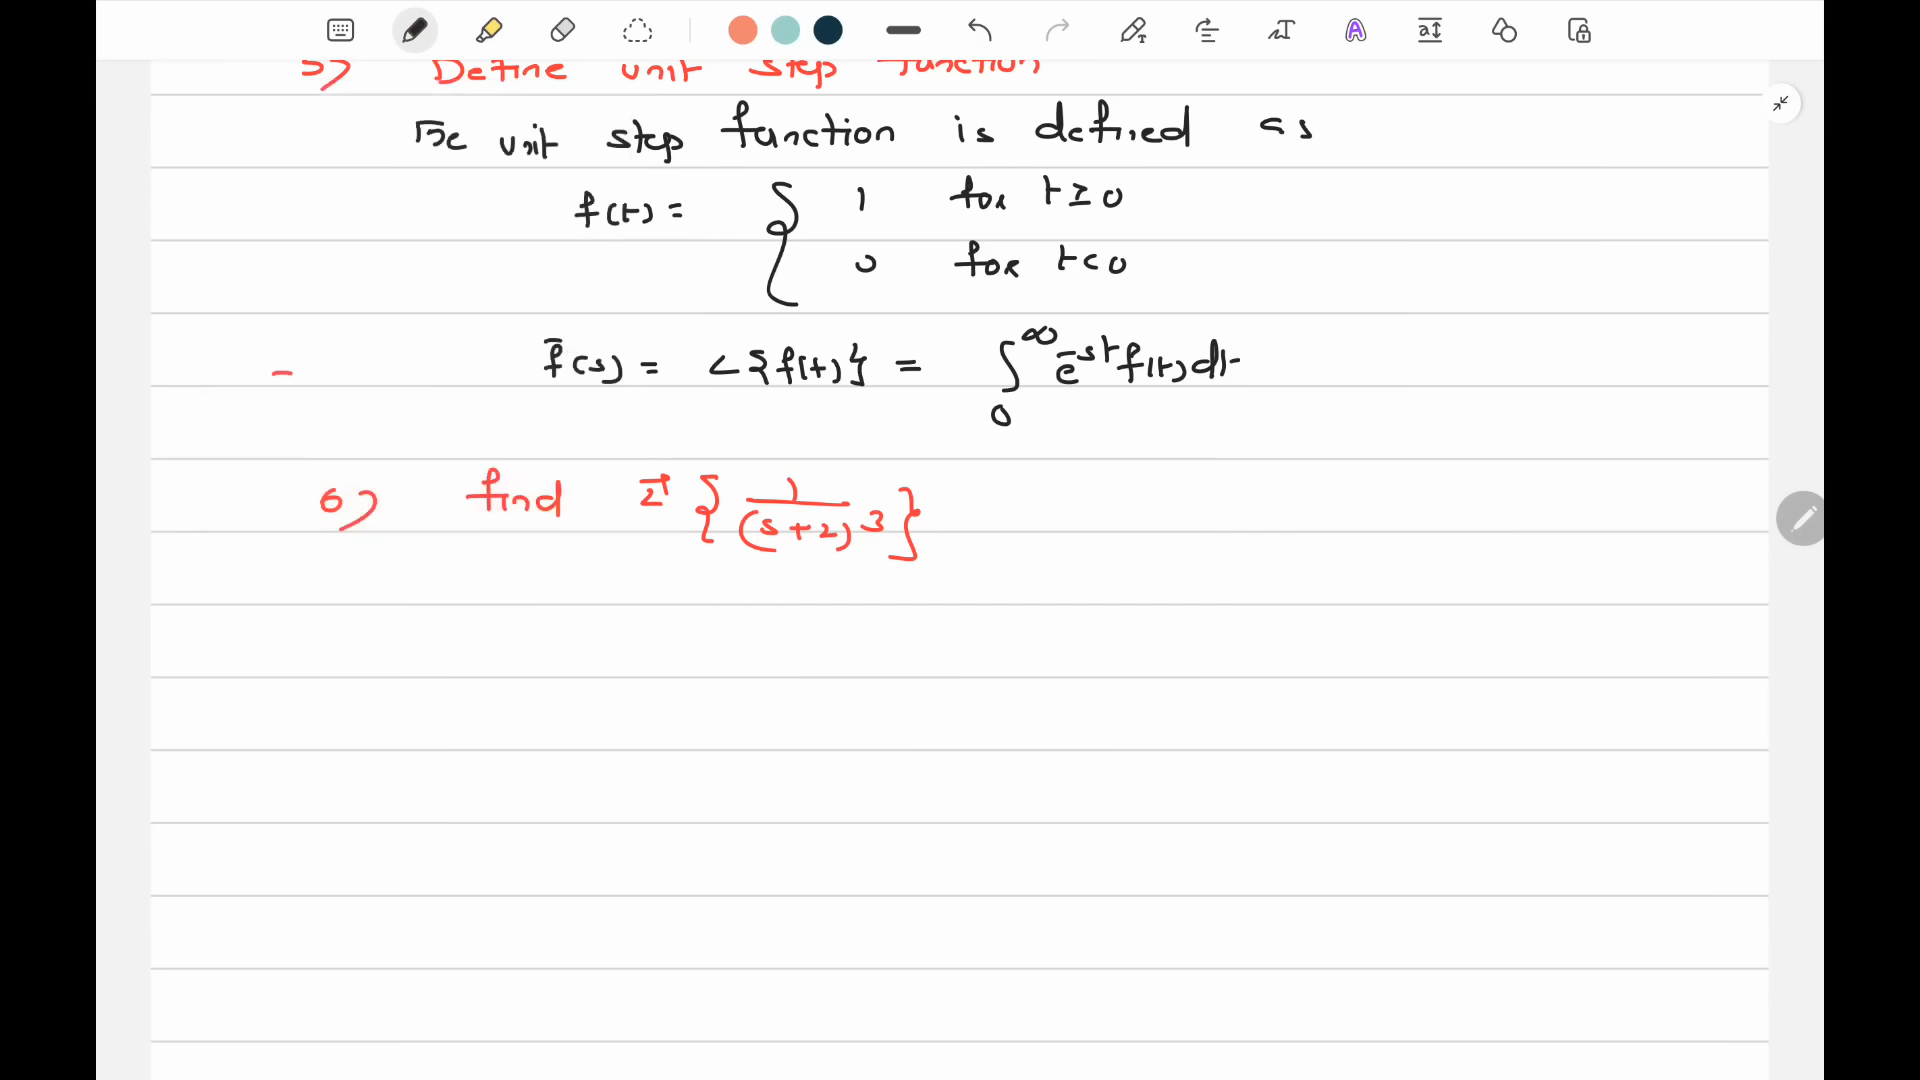 5) Define unit step function
The unit step function is defined as
f(t) = { 1 for t ≥ 0
0 for t < 0
f̄(s) = L{f(t)} = ∫₀^∞ e^-st f(t) dt
6) find L⁻¹ { 1/(s+2)³ }